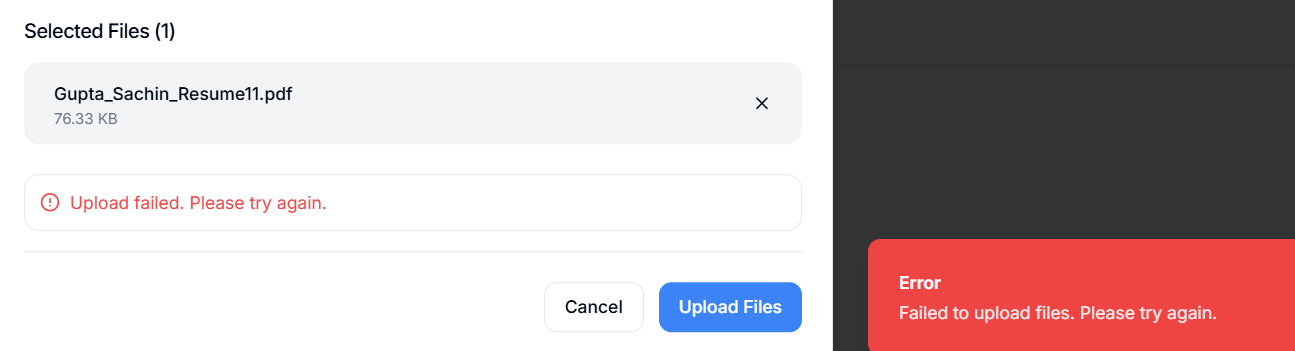 Selected Files (1)
Gupta_Sachin_Resume11.pdf
76.33 KB
Upload failed. Please try again.
Cancel
Upload Files
Error
Failed to upload files. Please try again.